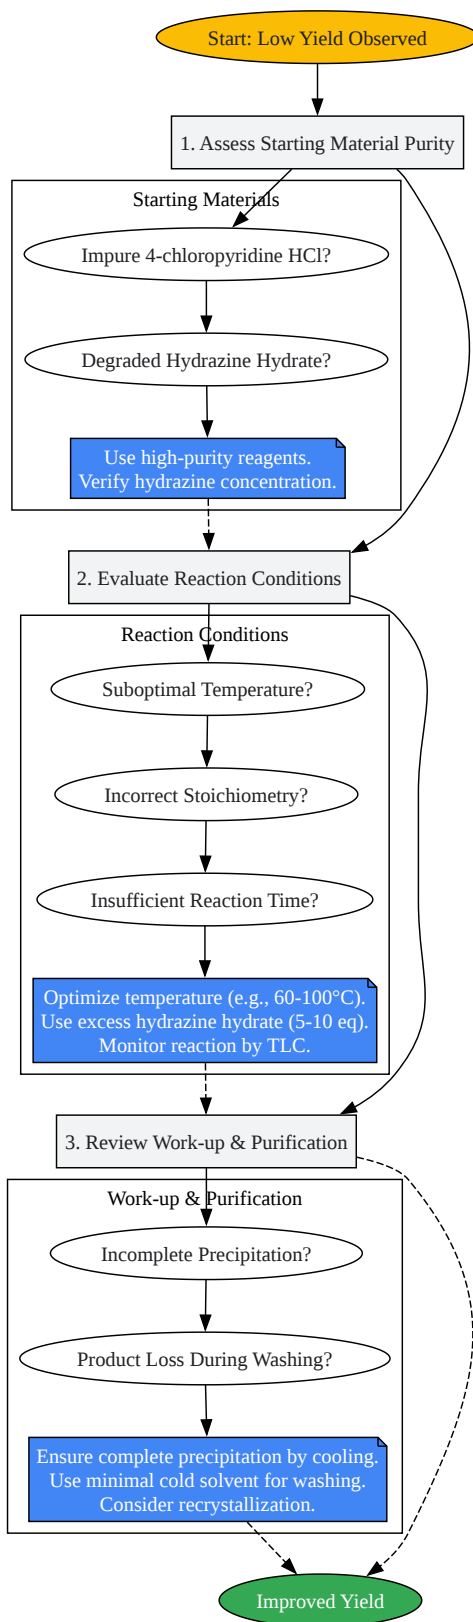 Start: Low Yield Observed
1. Assess Starting Material Purity
Starting Materials
Impure 4-chloropyridine HCl?
Degraded Hydrazine Hydrate?
Use high-purity reagents.
Verify hydrazine concentration.
2. Evaluate Reaction Conditions
Reaction Conditions
Suboptimal Temperature?
Incorrect Stoichiometry?
Insufficient Reaction Time?
Optimize temperature (e.g., 60-100°C).
Use excess hydrazine hydrate (5-10 eq).
Monitor reaction by TLC.
3. Review Work-up & Purification
Work-up & Purification
Incomplete Precipitation?
Product Loss During Washing?
Ensure complete precipitation by cooling.
Use minimal cold solvent for washing.
Consider recrystallization.
Improved Yield